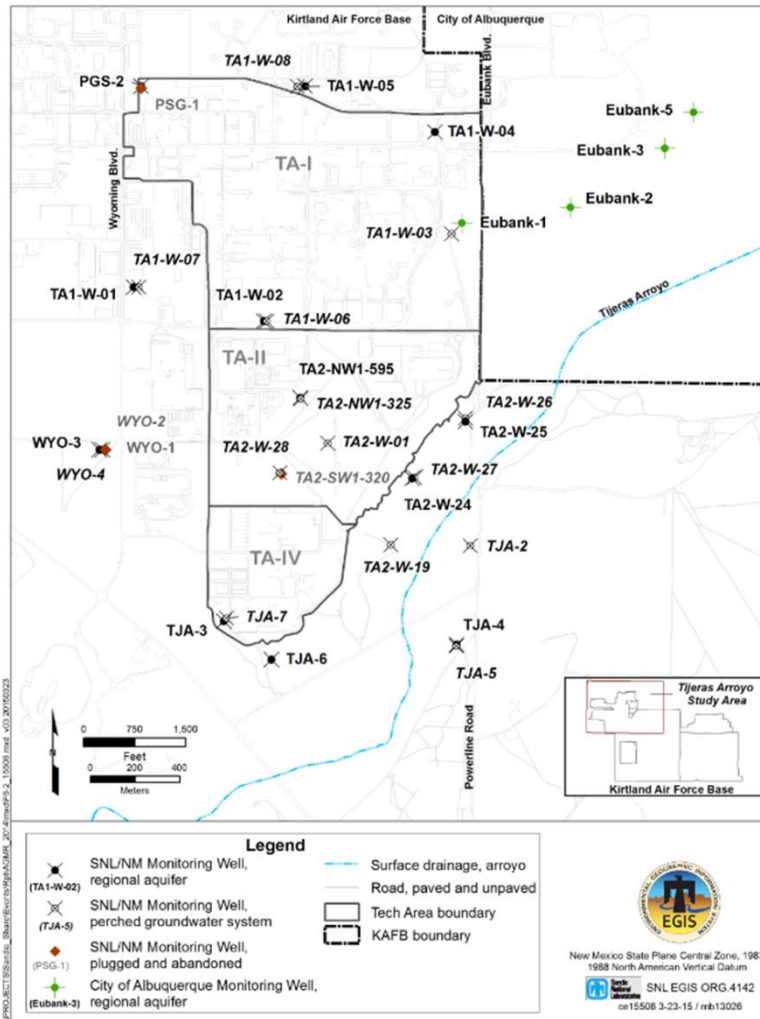 Kirtland Air Force Base
City of Albuquerque
TA1-W-08
Eubank Blvd.
PGS-2
TA1-W-05
PSG-1
Eubank-5
TA1-W-04
Eubank-3
Wyoming Blvd.
TA-I
Eubank-2
TA1-W-03
Eubank-1
TA1-W-07
TA1-W-01
TA1-W-02
Tijeras Arroyo
TA1-W-06
TA-II
TA2-NW1-595
TA2-W-26
TA2-NW1-325
WYO-2
TA2-W-25
WYO-3
WYO-1
TA2-W-28
TA2-W-01
WYO-4
TA2-SW1-320
TA2-W-27
TA2-W-24
TA-IV
TJA-2
TA2-W-19
TJA-7
TJA-3
TJA-4
TJA-6
TJA-5
Tijeras Arroyo
Study Area
Powerline Road
N
0 750 1,500
Feet
0 200 400
Meters
Kirtland Air Force Base
Legend
SNL/NM Monitoring Well,
regional aquifer
(TA1-W-02)
SNL/NM Monitoring Well,
perched groundwater system
(TJA-5)
SNL/NM Monitoring Well,
plugged and abandoned
(PSG-1)
City of Albuquerque Monitoring Well,
regional aquifer
(Eubank-3)
Surface drainage, arroyo
Road, paved and unpaved
Tech Area boundary
KAFB boundary
ENVIRONMENTAL GEOGRAPHIC INFORMATION SYSTEM
EGIS
New Mexico State Plane Central Zone, 1983
1988 North American Vertical Datum
Sandia National Laboratories
SNL EGIS ORG.4142
3-23-15 / mb13026